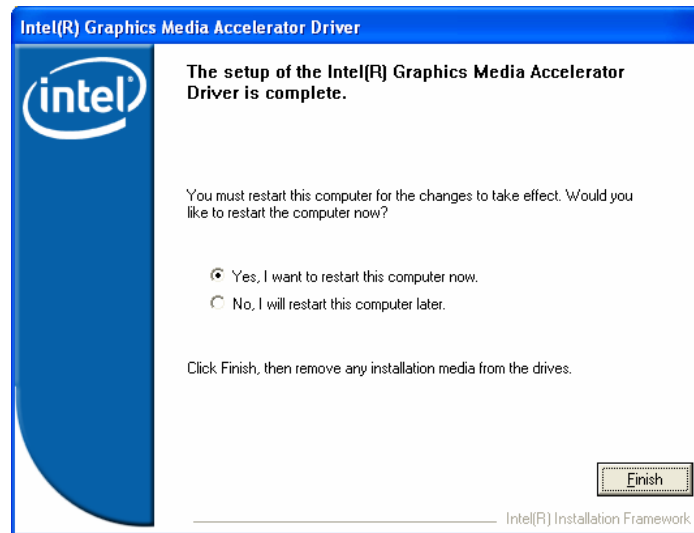 Intel(R) Graphics Media Accelerator Driver
intel
The setup of the Intel(R) Graphics Media Accelerator
Driver is complete.
You must restart this computer for the changes to take effect. Would you
like to restart the computer now?
Yes, I want to restart this computer now.
No, I will restart this computer later.
Click Finish, then remove any installation media from the drives.
Finish
Intel(R) Installation Framework